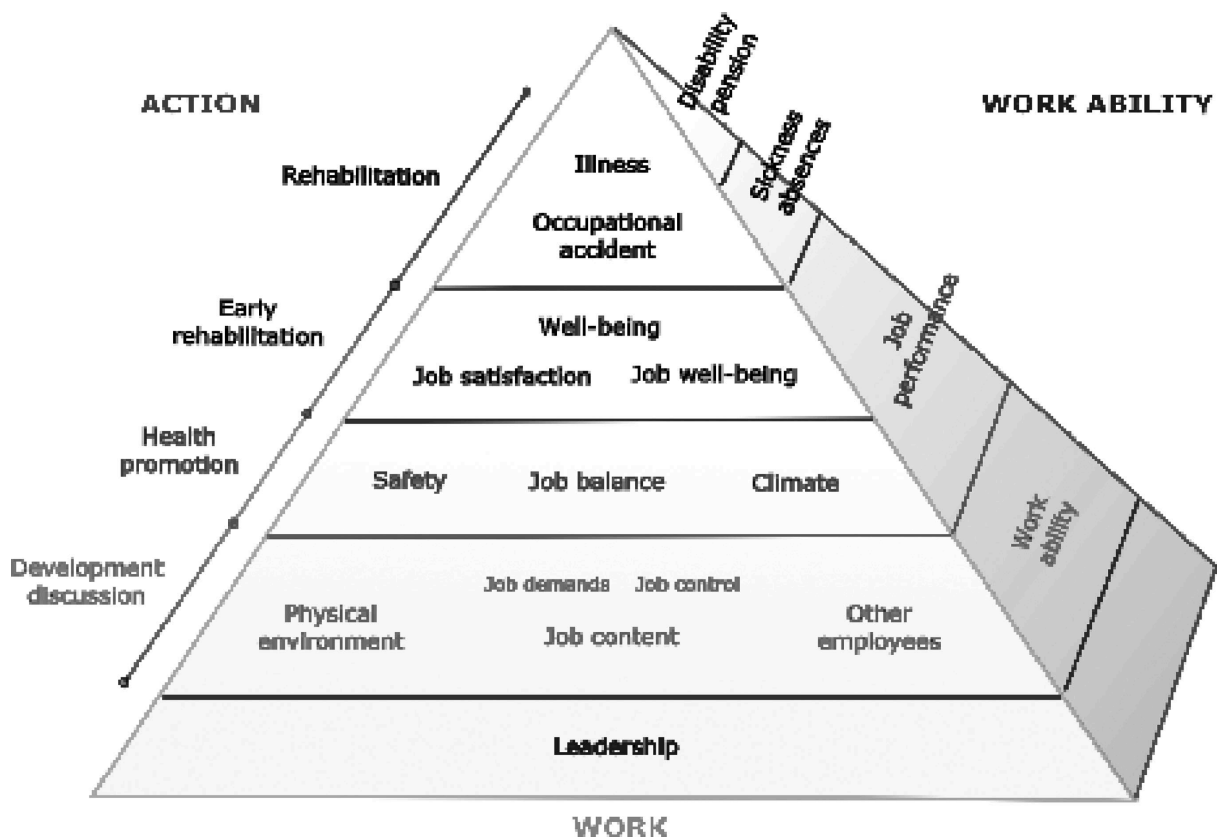 ACTION
WORK ABILITY
Disability
pension
Sickness
absences
Rehabilitation
Illness
Occupational
accident
Early
rehabilitation
Well-being
Job satisfaction
Job well-being
Job
performance
Health
promotion
Safety
Job balance
Climate
Work
ability
Development
discussion
Job demands
Job control
Physical
environment
Job content
Other
employees
Leadership
WORK